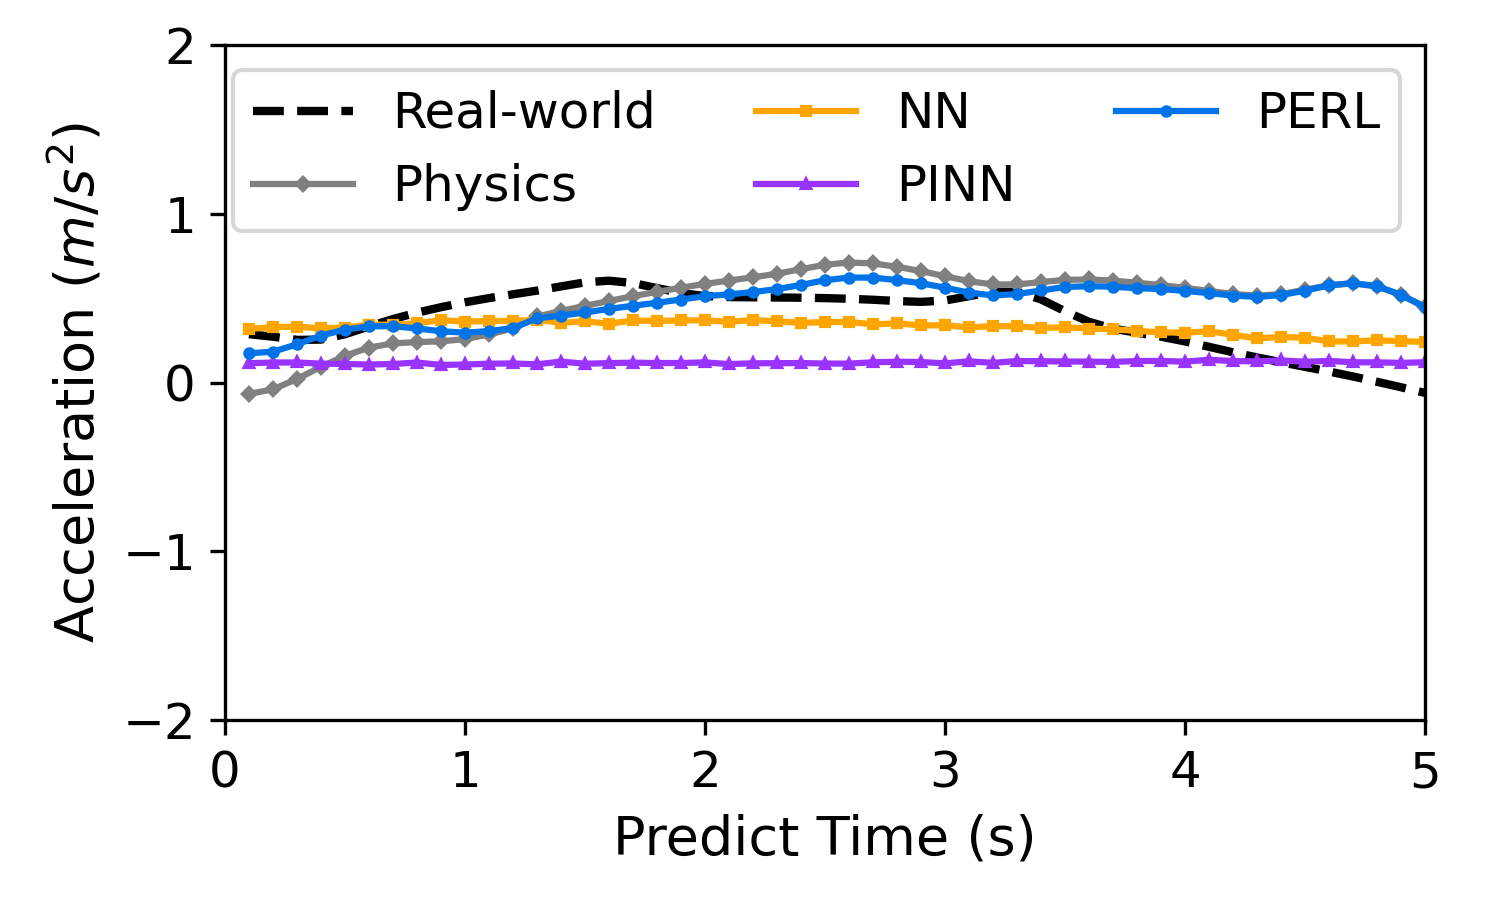 2
1
0
−1
−2
Acceleration (m/s²)
Real-world
Physics
NN
PINN
PERL
0 1 2 3 4 5
Predict Time (s)